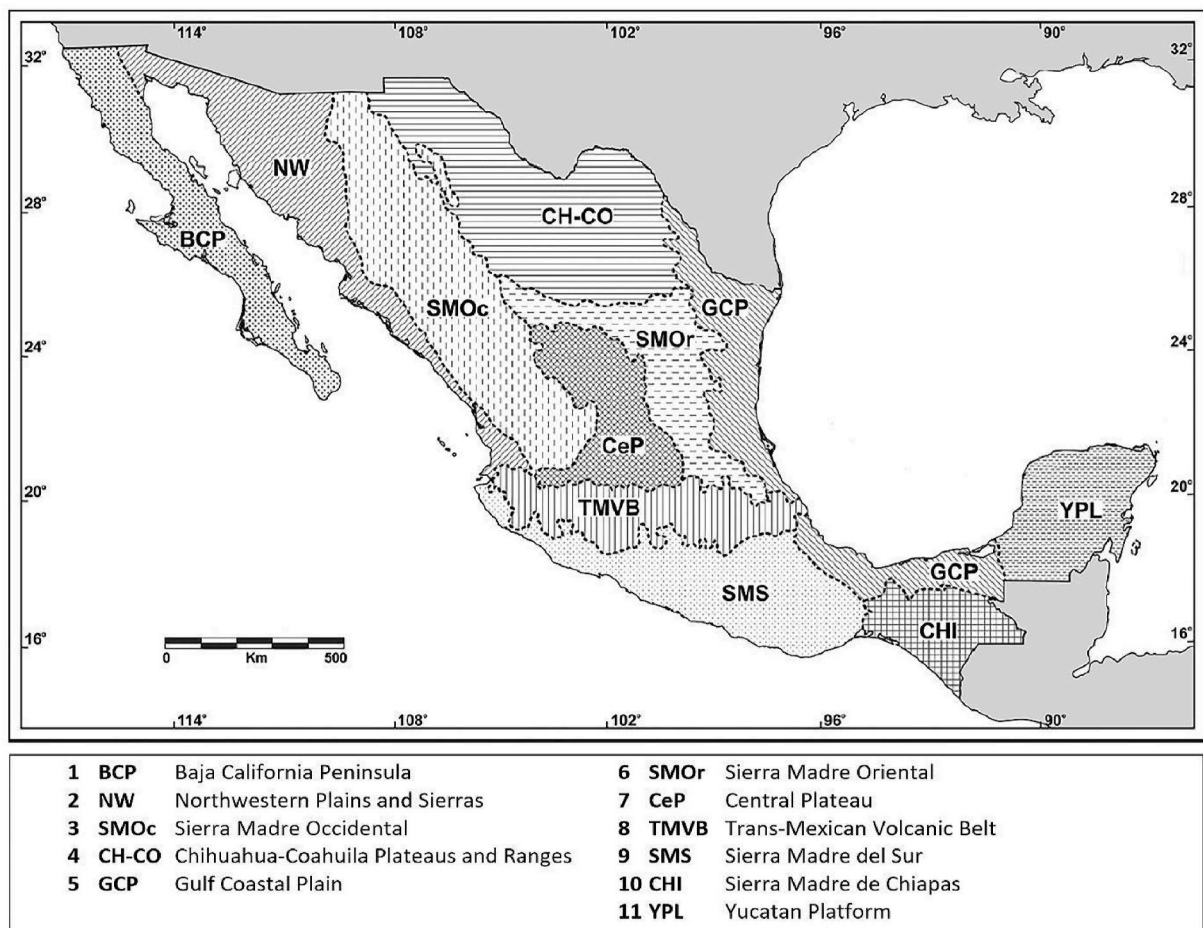 114° 108° 102° 96° 90°
32° 32°
NW
28° CH-CO 28°
BCP
SMOc GCP
SMOr
24° 24°
CeP
20° 20°
TMVB YPL
GCP
SMS
CHI
16° 16°
0 Km 500
114° 108° 102° 96° 90°
1 BCP Baja California Peninsula
2 NW Northwestern Plains and Sierras
3 SMOc Sierra Madre Occidental
4 CH-CO Chihuahua-Coahuila Plateaus and Ranges
5 GCP Gulf Coastal Plain
6 SMOr Sierra Madre Oriental
7 CeP Central Plateau
8 TMVB Trans-Mexican Volcanic Belt
9 SMS Sierra Madre del Sur
10 CHI Sierra Madre de Chiapas
11 YPL Yucatan Platform